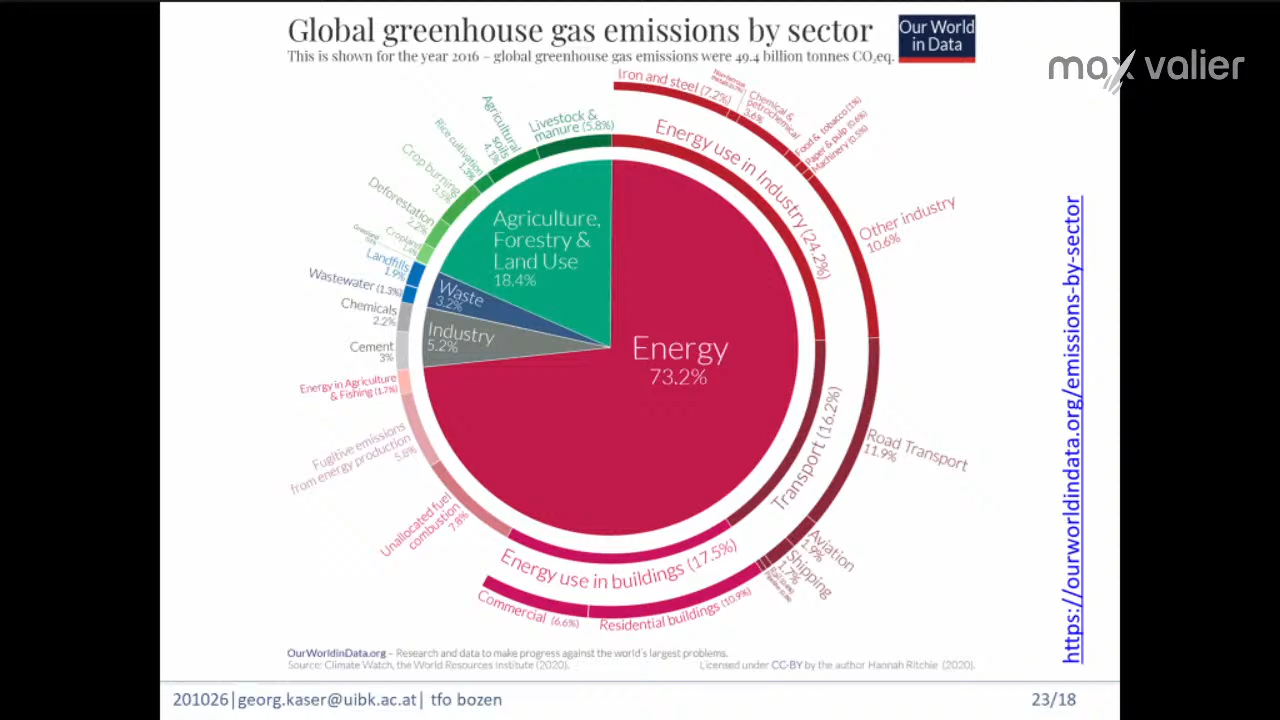 Global greenhouse gas emissions by sector
This is shown for the year 2016 – global greenhouse gas emissions were 49.4 billion tonnes CO₂eq.
Our World
in Data
max valier
Iron and steel (7.2%)
Chemical &
petrochemical
3.6%
Food & tobacco (1%)
Paper & pulp (0.6%)
Machinery (0.5%)
Energy use in Industry (24.2%)
Other industry
10.6%
Livestock &
manure (5.8%)
Agricultural
soils
4.1%
Rice cultivation
1.3%
Crop burning
3.5%
Deforestation
2.2%
Cropland
Landfills
1.9%
Wastewater (1.3%)
Chemicals
2.2%
Cement
3%
Energy in Agriculture
& Fishing (1.7%)
Fugitive emissions
from energy production
5.8%
Unallocated fuel
combustion
7.8%
Agriculture,
Forestry &
Land Use
18.4%
Waste
3.2%
Industry
5.2%
Energy
73.2%
Transport (16.2%)
Road Transport
11.9%
Aviation
1.9%
Shipping
1.7%
Energy use in buildings (17.5%)
Commercial (6.6%)
Residential buildings (10.9%)
https://ourworldindata.org/emissions-by-sector
OurWorldinData.org – Research and data to make progress against the world's largest problems.
Source: Climate Watch, the World Resources Institute (2020).
Licensed under CC-BY by the author Hannah Ritchie (2020).
201026|georg.kaser@uibk.ac.at| tfo bozen
23/18